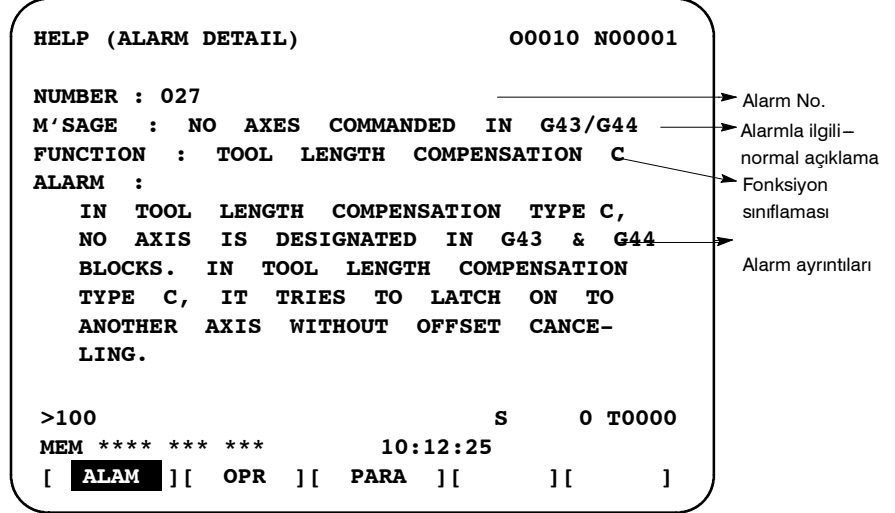 HELP (ALARM DETAIL) O0010 N00001
NUMBER : 027
M'SAGE : NO AXES COMMANDED IN G43/G44
FUNCTION : TOOL LENGTH COMPENSATION C
ALARM :
IN TOOL LENGTH COMPENSATION TYPE C,
NO AXIS IS DESIGNATED IN G43 & G44
BLOCKS. IN TOOL LENGTH COMPENSATION
TYPE C, IT TRIES TO LATCH ON TO
ANOTHER AXIS WITHOUT OFFSET CANCE-
LING.
>100 S 0 T0000
MEM **** *** *** 10:12:25
[ ALAM ][ OPR ][ PARA ][ ][ ]
Alarm No.
Alarmla ilgili–
normal açıklama
Fonksiyon
sınıflaması
Alarm ayrıntıları